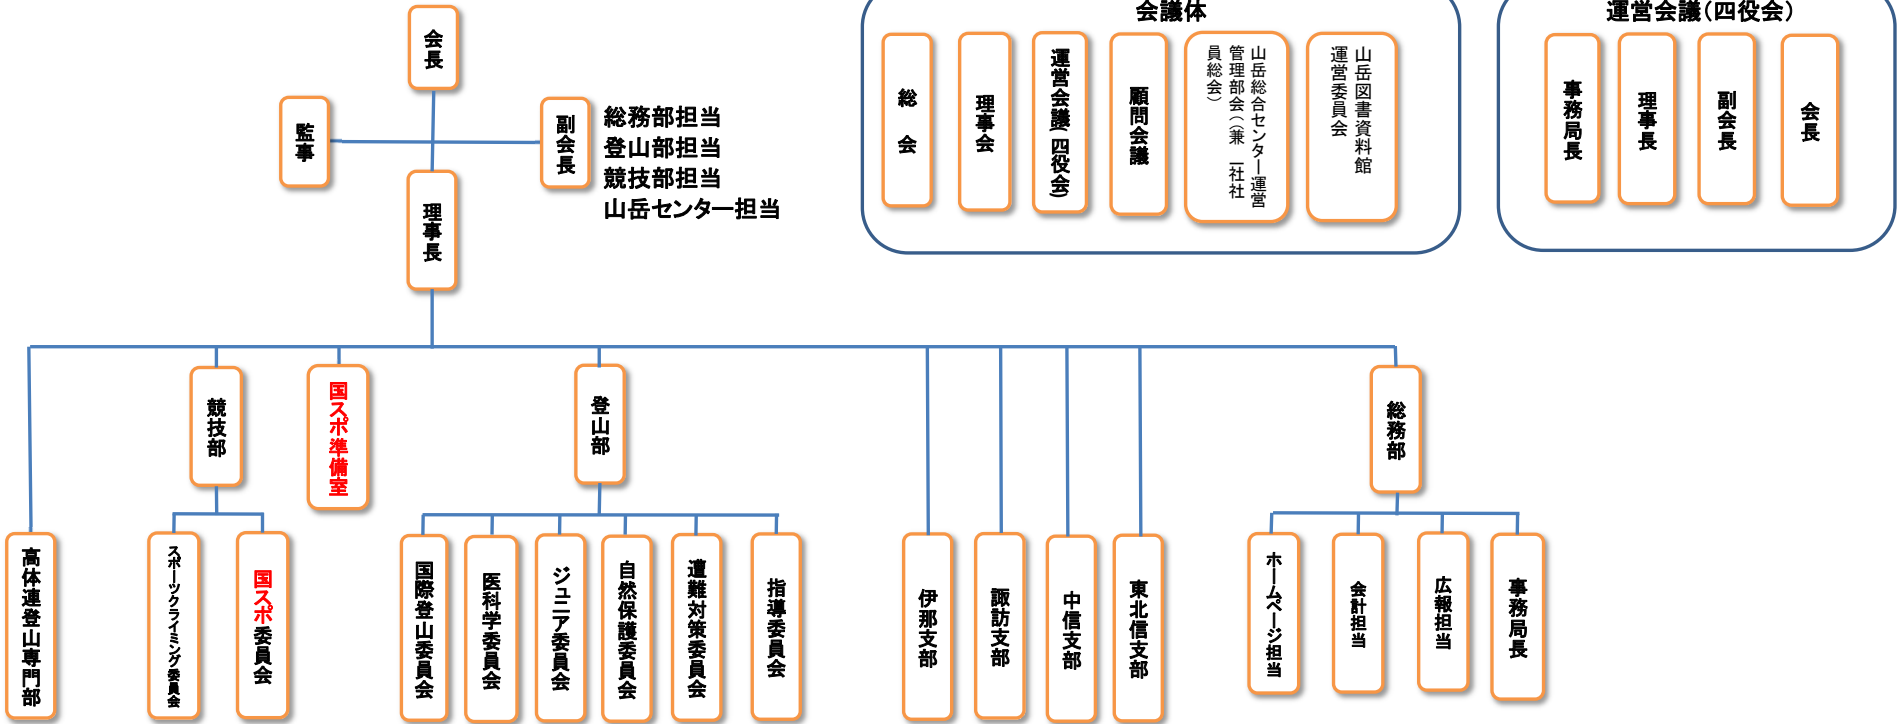 会長
監事
副会長
総務部担当
登山部担当
競技部担当
山岳センター担当
理事長
会議体
総　会
理事会
運営会議(四役会)
顧問会議
山岳総合センター運営
管理部会(（兼　二社社
員総会）
山岳図書資料館
運営委員会
運営会議（四役会）
事務局長
理事長
副会長
会長
競技部
国スポ準備室
登山部
総務部
高体連登山専門部
スポーツクライミング委員会
国スポ委員会
国際登山委員会
医科学委員会
ジュニア委員会
自然保護委員会
遭難対策委員会
指導委員会
伊那支部
諏訪支部
中信支部
東北信支部
ホームページ担当
会計担当
広報担当
事務局長